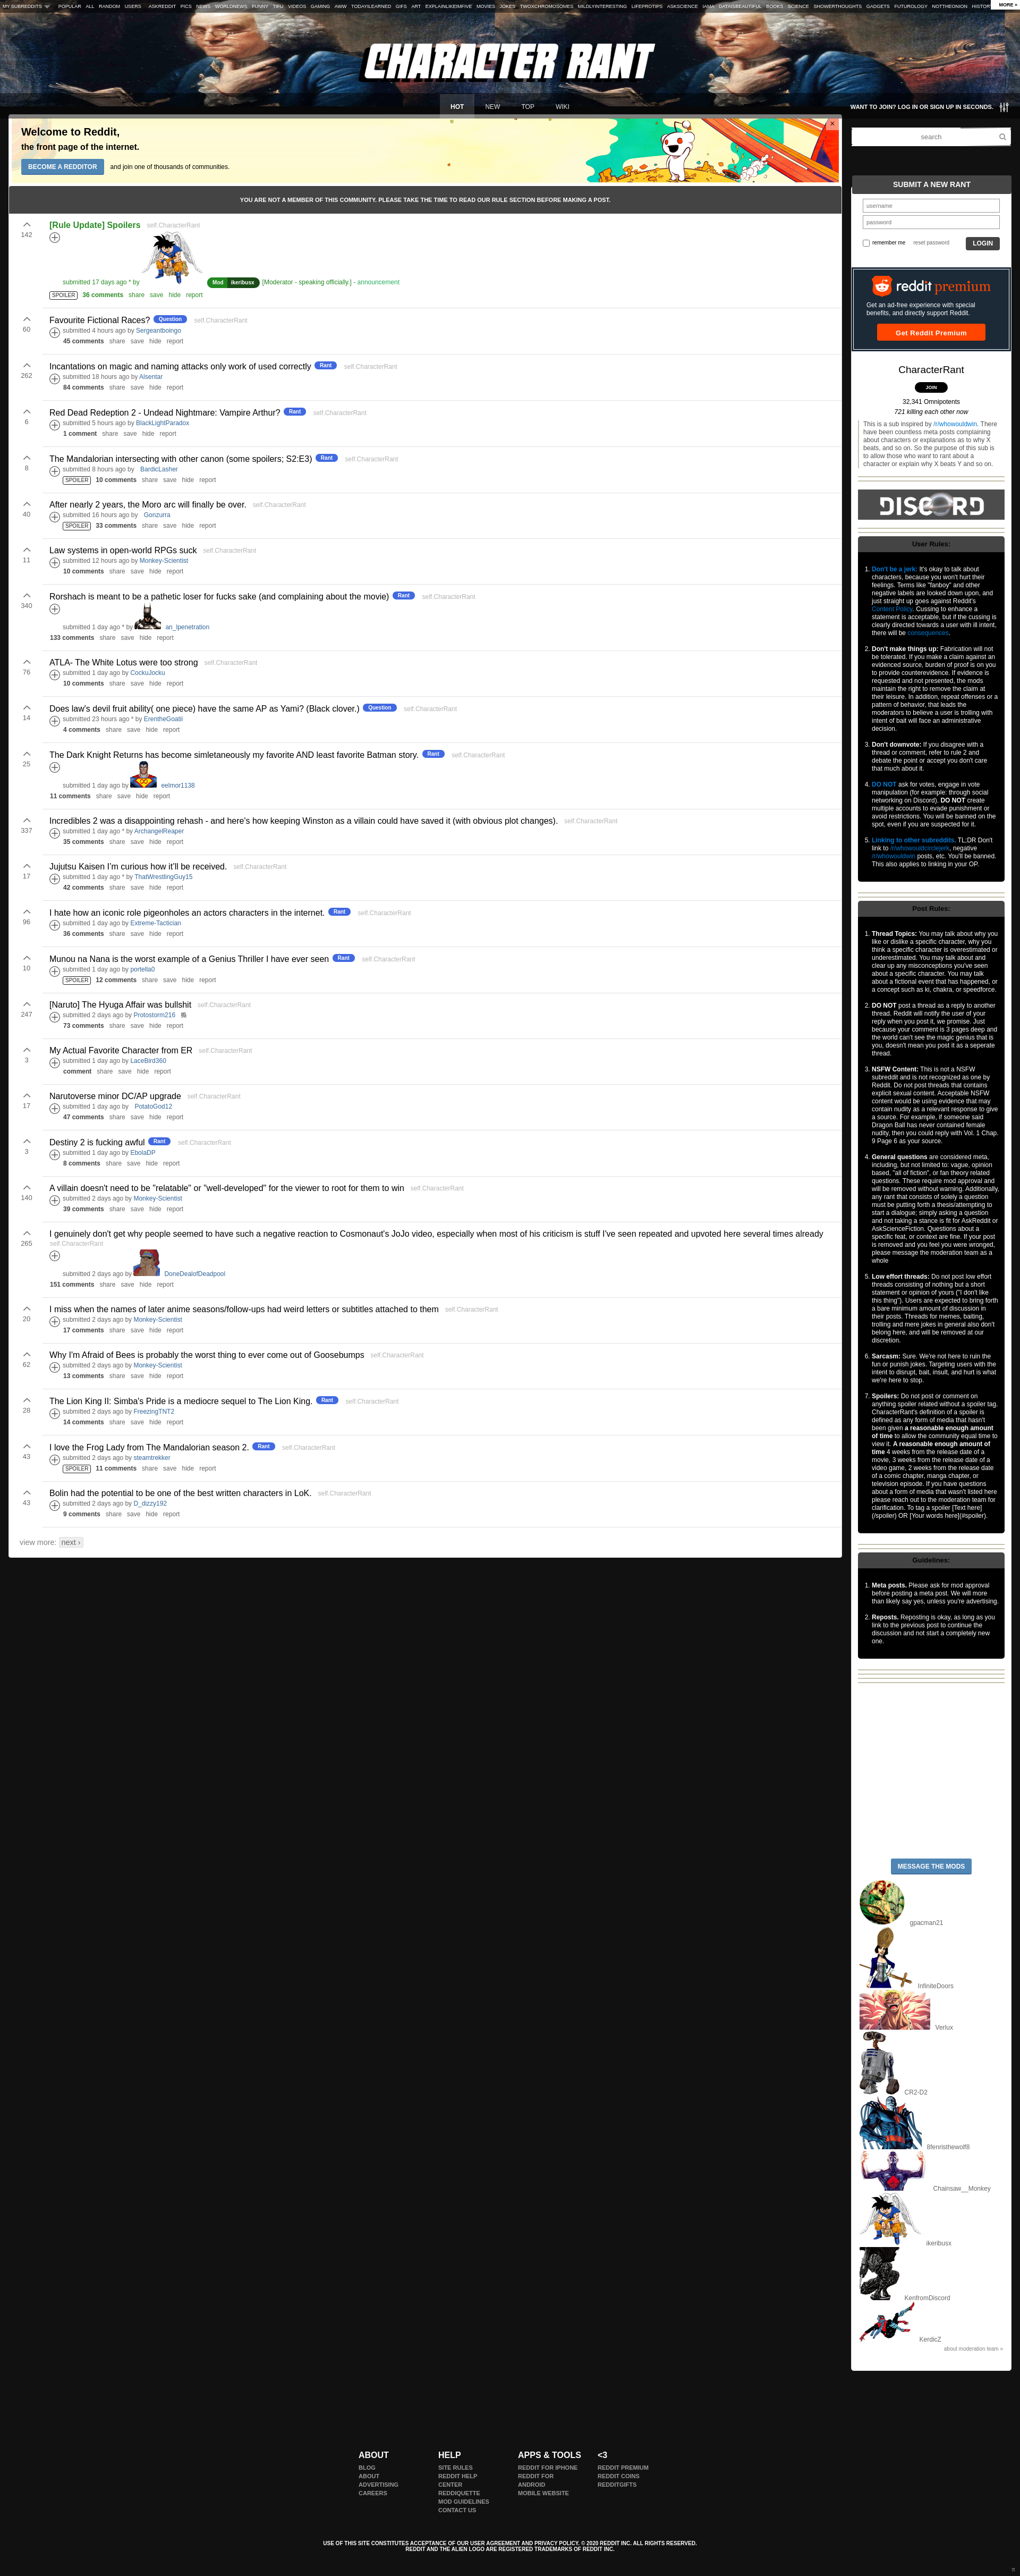 MY SUBREDDITS POPULAR ALL RANDOM USERS ASKREDDIT PICS NEWS WORLDNEWS FUNNY TIFU VIDEOS GAMING AWW TODAYILEARNED GIFS ART EXPLAINLIKEIMFIVE MOVIES JOKES TWOXCHROMOSOMES MILDLYINTERESTING LIFEPROTIPS ASKSCIENCE IAMA DATAISBEAUTIFUL BOOKS SCIENCE SHOWERTHOUGHTS GADGETS FUTUROLOGY NOTTHEONION HISTORY MORE »
CHARACTER RANT
HOT NEW TOP WIKI
WANT TO JOIN? LOG IN OR SIGN UP IN SECONDS.
Welcome to Reddit,
the front page of the internet.
BECOME A REDDITOR and join one of thousands of communities.
×
YOU ARE NOT A MEMBER OF THIS COMMUNITY. PLEASE TAKE THE TIME TO READ OUR RULE SECTION BEFORE MAKING A POST.
142
[Rule Update] Spoilers self.CharacterRant
submitted 17 days ago * by Mod ikeribusx [Moderator - speaking officially.] - announcement
SPOILER 36 comments share save hide report
60
Favourite Fictional Races? Question self.CharacterRant
submitted 4 hours ago by Sergeantboingo
45 comments share save hide report
262
Incantations on magic and naming attacks only work of used correctly Rant self.CharacterRant
submitted 18 hours ago by Alsentar
84 comments share save hide report
6
Red Dead Redeption 2 - Undead Nightmare: Vampire Arthur? Rant self.CharacterRant
submitted 5 hours ago by BlackLightParadox
1 comment share save hide report
8
The Mandalorian intersecting with other canon (some spoilers; S2:E3) Rant self.CharacterRant
submitted 8 hours ago by BardicLasher
SPOILER 10 comments share save hide report
40
After nearly 2 years, the Moro arc will finally be over. self.CharacterRant
submitted 16 hours ago by Gonzurra
SPOILER 33 comments share save hide report
11
Law systems in open-world RPGs suck self.CharacterRant
submitted 12 hours ago by Monkey-Scientist
10 comments share save hide report
340
Rorshach is meant to be a pathetic loser for fucks sake (and complaining about the movie) Rant self.CharacterRant
submitted 1 day ago * by an_Ipenetration
133 comments share save hide report
76
ATLA- The White Lotus were too strong self.CharacterRant
submitted 1 day ago by CockuJocku
10 comments share save hide report
14
Does law's devil fruit ability( one piece) have the same AP as Yami? (Black clover.) Question self.CharacterRant
submitted 23 hours ago * by ErentheGoatii
4 comments share save hide report
25
The Dark Knight Returns has become simletaneously my favorite AND least favorite Batman story. Rant self.CharacterRant
submitted 1 day ago by eelmor1138
11 comments share save hide report
337
Incredibles 2 was a disappointing rehash - and here's how keeping Winston as a villain could have saved it (with obvious plot changes). self.CharacterRant
submitted 1 day ago * by ArchangelReaper
35 comments share save hide report
17
Jujutsu Kaisen I'm curious how it'll be received. self.CharacterRant
submitted 1 day ago * by ThatWrestlingGuy15
42 comments share save hide report
96
I hate how an iconic role pigeonholes an actors characters in the internet. Rant self.CharacterRant
submitted 1 day ago by Extreme-Tactician
36 comments share save hide report
10
Munou na Nana is the worst example of a Genius Thriller I have ever seen Rant self.CharacterRant
submitted 1 day ago by portella0
SPOILER 12 comments share save hide report
247
[Naruto] The Hyuga Affair was bullshit self.CharacterRant
submitted 2 days ago by Protostorm216
73 comments share save hide report
3
My Actual Favorite Character from ER self.CharacterRant
submitted 1 day ago by LaceBird360
comment share save hide report
17
Narutoverse minor DC/AP upgrade self.CharacterRant
submitted 1 day ago by PotatoGod12
47 comments share save hide report
3
Destiny 2 is fucking awful Rant self.CharacterRant
submitted 1 day ago by EbolaDP
8 comments share save hide report
140
A villain doesn't need to be "relatable" or "well-developed" for the viewer to root for them to win self.CharacterRant
submitted 2 days ago by Monkey-Scientist
39 comments share save hide report
265
I genuinely don't get why people seemed to have such a negative reaction to Cosmonaut's JoJo video, especially when most of his criticism is stuff I've seen repeated and upvoted here several times already
self.CharacterRant
submitted 2 days ago by DoneDealofDeadpool
151 comments share save hide report
20
I miss when the names of later anime seasons/follow-ups had weird letters or subtitles attached to them self.CharacterRant
submitted 2 days ago by Monkey-Scientist
17 comments share save hide report
62
Why I'm Afraid of Bees is probably the worst thing to ever come out of Goosebumps self.CharacterRant
submitted 2 days ago by Monkey-Scientist
13 comments share save hide report
28
The Lion King II: Simba's Pride is a mediocre sequel to The Lion King. Rant self.CharacterRant
submitted 2 days ago by FreezingTNT2
14 comments share save hide report
43
I love the Frog Lady from The Mandalorian season 2. Rant self.CharacterRant
submitted 2 days ago by steamtrekker
SPOILER 11 comments share save hide report
43
Bolin had the potential to be one of the best written characters in LoK. self.CharacterRant
submitted 2 days ago by D_dizzy192
9 comments share save hide report
view more: next ›
search
SUBMIT A NEW RANT
username
password
remember me reset password LOGIN
reddit premium
Get an ad-free experience with special
benefits, and directly support Reddit.
Get Reddit Premium
CharacterRant
JOIN
32,341 Omnipotents
721 killing each other now
This is a sub inspired by /r/whowouldwin. There
have been countless meta posts complaining
about characters or explanations as to why X
beats, and so on. So the purpose of this sub is
to allow those who want to rant about a
character or explain why X beats Y and so on.
DISCORD
User Rules:
1. Don't be a jerk: It's okay to talk about
characters, because you won't hurt their
feelings. Terms like "fanboy" and other
negative labels are looked down upon, and
just straight up goes against Reddit's
Content Policy. Cussing to enhance a
statement is acceptable, but if the cussing is
clearly directed towards a user with ill intent,
there will be consequences.
2. Don't make things up: Fabrication will not
be tolerated. If you make a claim against an
evidenced source, burden of proof is on you
to provide counterevidence. If evidence is
requested and not presented, the mods
maintain the right to remove the claim at
their leisure. In addition, repeat offenses or a
pattern of behavior, that leads the
moderators to believe a user is trolling with
intent of bait will face an administrative
decision.
3. Don't downvote: If you disagree with a
thread or comment, refer to rule 2 and
debate the point or accept you don't care
that much about it.
4. DO NOT ask for votes, engage in vote
manipulation (for example: through social
networking on Discord). DO NOT create
multiple accounts to evade punishment or
avoid restrictions. You will be banned on the
spot, even if you are suspected for it.
5. Linking to other subreddits. TL;DR Don't
link to /r/whowouldcirclejerk, negative
/r/whowouldwin posts, etc. You'll be banned.
This also applies to linking in your OP.
Post Rules:
1. Thread Topics: You may talk about why you
like or dislike a specific character, why you
think a specific character is overestimated or
underestimated. You may talk about and
clear up any misconceptions you've seen
about a specific character. You may talk
about a fictional event that has happened, or
a concept such as ki, chakra, or speedforce.
2. DO NOT post a thread as a reply to another
thread. Reddit will notify the user of your
reply when you post it, we promise. Just
because your comment is 3 pages deep and
the world can't see the magic genius that is
you, doesn't mean you post it as a seperate
thread.
3. NSFW Content: This is not a NSFW
subreddit and is not recognized as one by
Reddit. Do not post threads that contains
explicit sexual content. Acceptable NSFW
content would be using evidence that may
contain nudity as a relevant response to give
a source. For example, if someone said
Dragon Ball has never contained female
nudity, then you could reply with Vol. 1 Chap.
9 Page 6 as your source.
4. General questions are considered meta,
including, but not limited to: vague, opinion
based, "all of fiction", or fan theory related
questions. These require mod approval and
will be removed without warning. Additionally,
any rant that consists of solely a question
must be putting forth a thesis/attempting to
start a dialogue; simply asking a question
and not taking a stance is fit for AskReddit or
AskScienceFiction. Questions about a
specific feat, or context are fine. If your post
is removed and you feel you were wronged,
please message the moderation team as a
whole
5. Low effort threads: Do not post low effort
threads consisting of nothing but a short
statement or opinion of yours ("I don't like
this thing"). Users are expected to bring forth
a bare minimum amount of discussion in
their posts. Threads for memes, baiting,
trolling and mere jokes in general also don't
belong here, and will be removed at our
discretion.
6. Sarcasm: Sure. We're not here to ruin the
fun or punish jokes. Targeting users with the
intent to disrupt, bait, insult, and hurt is what
we're here to stop.
7. Spoilers: Do not post or comment on
anything spoiler related without a spoiler tag.
CharacterRant's definition of a spoiler is
defined as any form of media that hasn't
been given a reasonable enough amount
of time to allow the community equal time to
view it. A reasonable enough amount of
time 4 weeks from the release date of a
movie, 3 weeks from the release date of a
video game, 2 weeks from the release date
of a comic chapter, manga chapter, or
television episode. If you have questions
about a form of media that wasn't listed here
please reach out to the moderation team for
clarification. To tag a spoiler [Text here]
(/spoiler) OR [Your words here](#spoiler).
Guidelines:
1. Meta posts. Please ask for mod approval
before posting a meta post. We will more
than likely say yes, unless you're advertising.
2. Reposts. Reposting is okay, as long as you
link to the previous post to continue the
discussion and not start a completely new
one.
MESSAGE THE MODS
gpacman21
InfiniteDoors
Verlux
CR2-D2
8fenristhewolf8
Chainsaw__Monkey
ikeribusx
KenfromDiscord
KerdicZ
about moderation team »
ABOUT
BLOG
ABOUT
ADVERTISING
CAREERS
HELP
SITE RULES
REDDIT HELP
CENTER
REDDIQUETTE
MOD GUIDELINES
CONTACT US
APPS & TOOLS
REDDIT FOR IPHONE
REDDIT FOR
ANDROID
MOBILE WEBSITE
<3
REDDIT PREMIUM
REDDIT COINS
REDDITGIFTS
USE OF THIS SITE CONSTITUTES ACCEPTANCE OF OUR USER AGREEMENT AND PRIVACY POLICY. © 2020 REDDIT INC. ALL RIGHTS RESERVED.
REDDIT AND THE ALIEN LOGO ARE REGISTERED TRADEMARKS OF REDDIT INC.
π